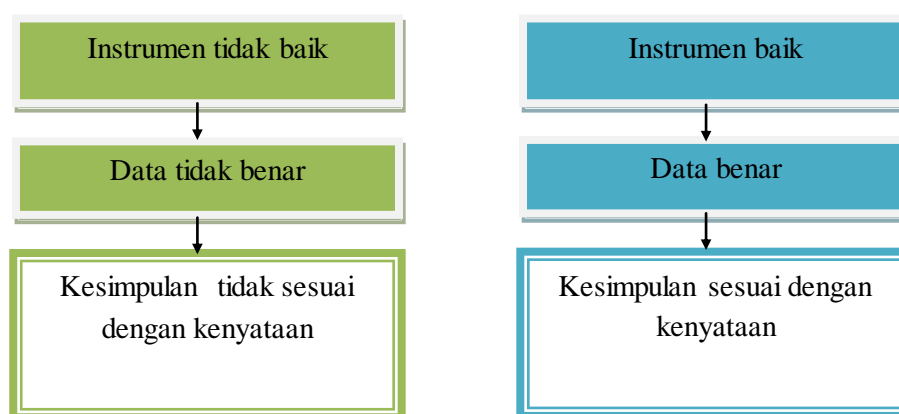 Instrumen tidak baik
Data tidak benar
Kesimpulan tidak sesuai
dengan kenyataan
Instrumen baik
Data benar
Kesimpulan sesuai dengan
kenyataan